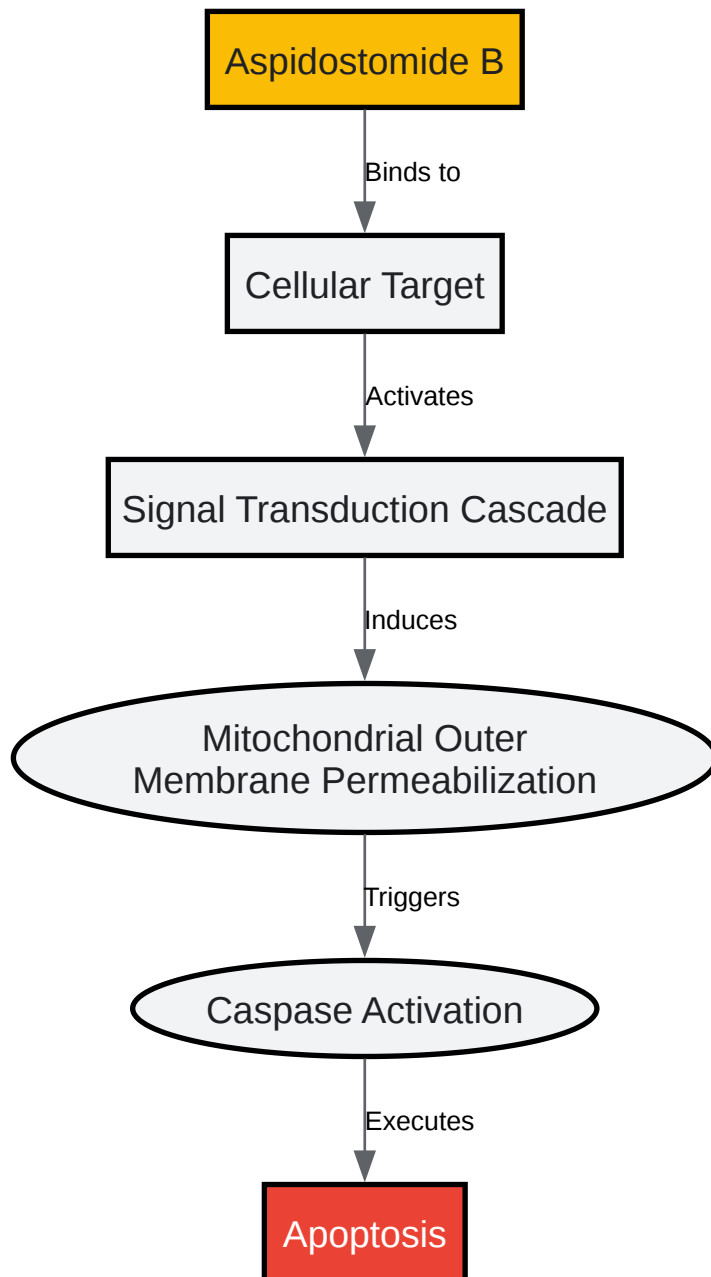 Aspidostomide B
Binds to
Cellular Target
Activates
Signal Transduction Cascade
Induces
Mitochondrial Outer
Membrane Permeabilization
Triggers
Caspase Activation
Executes
Apoptosis